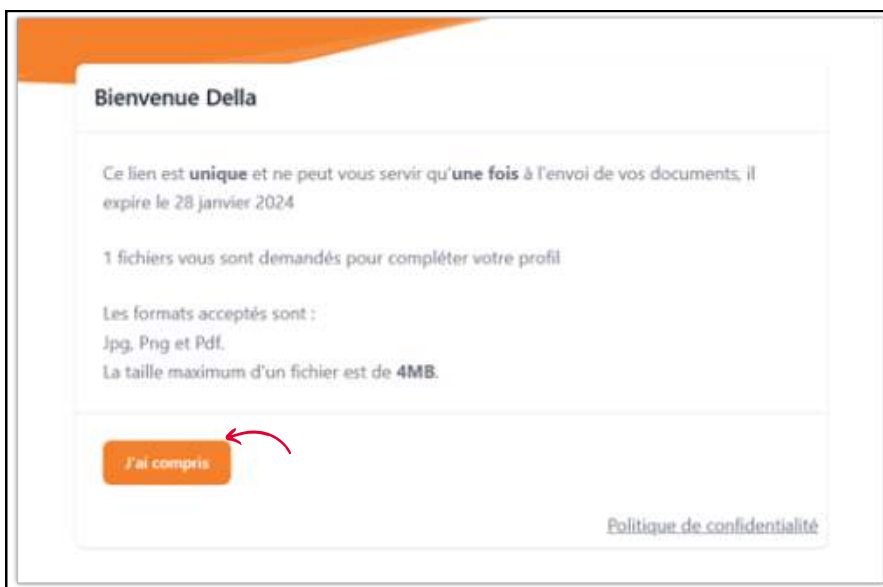 Bienvenue Della
Ce lien est unique et ne peut vous servir qu'une fois à l'envoi de vos documents, il
expire le 28 janvier 2024
1 fichiers vous sont demandés pour compléter votre profil
Les formats acceptés sont :
Jpg, Png et Pdf.
La taille maximum d'un fichier est de 4MB.
J'ai compris
Politique de confidentialité